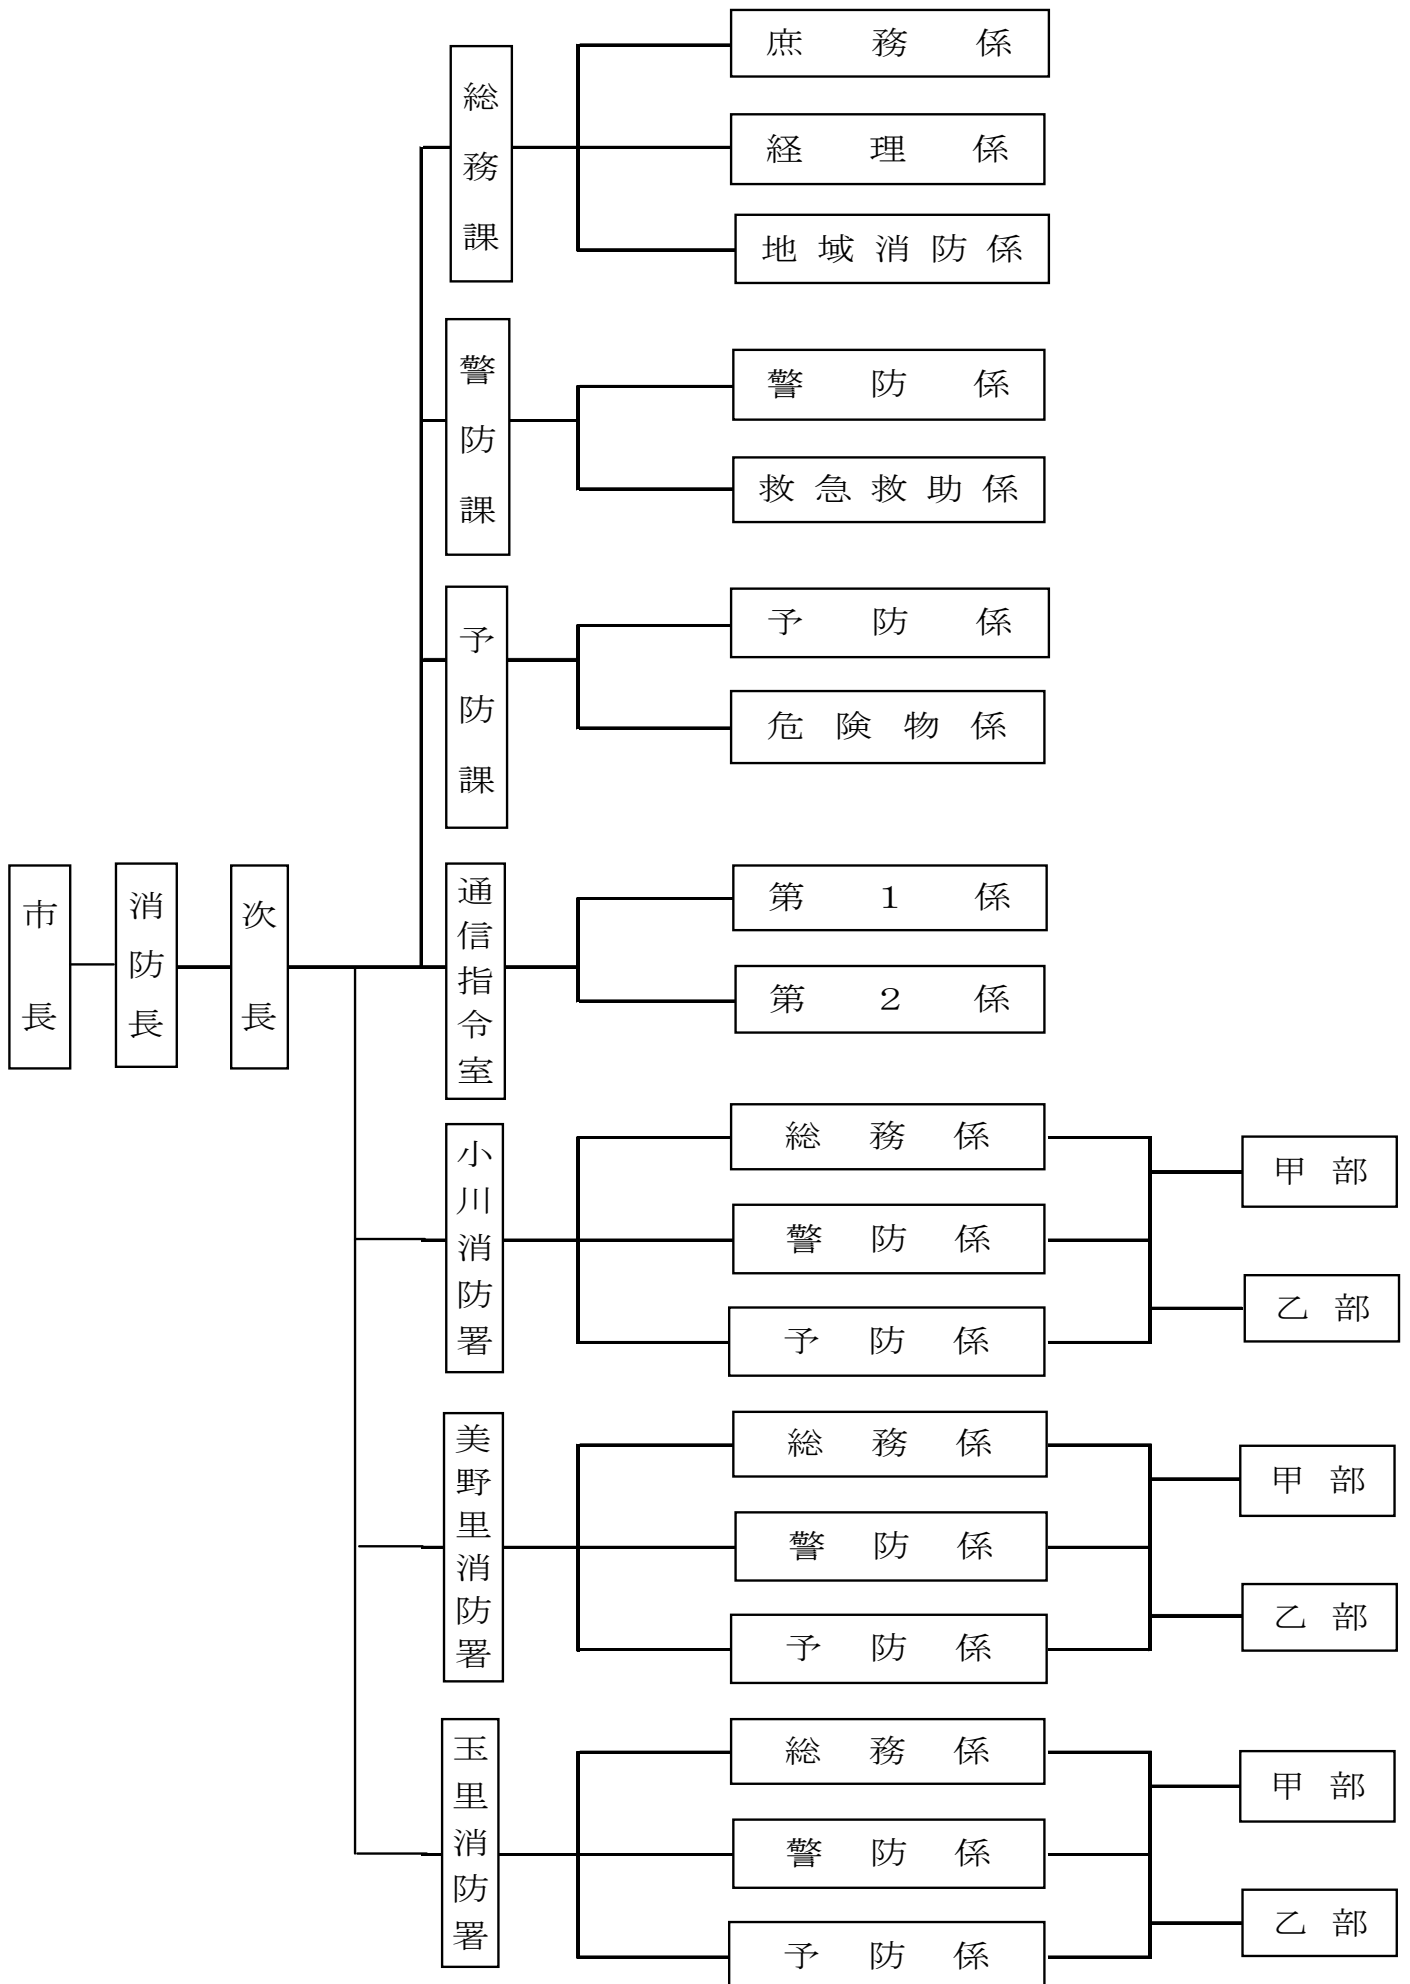 市長
消防長
次長
総務課
庶務係
経理係
地域消防係
警防課
警防係
救急救助係
予防課
予防係
危険物係
通信指令室
第1係
第2係
小川消防署
総務係
警防係
予防係
甲部
乙部
美野里消防署
総務係
警防係
予防係
甲部
乙部
玉里消防署
総務係
警防係
予防係
甲部
乙部